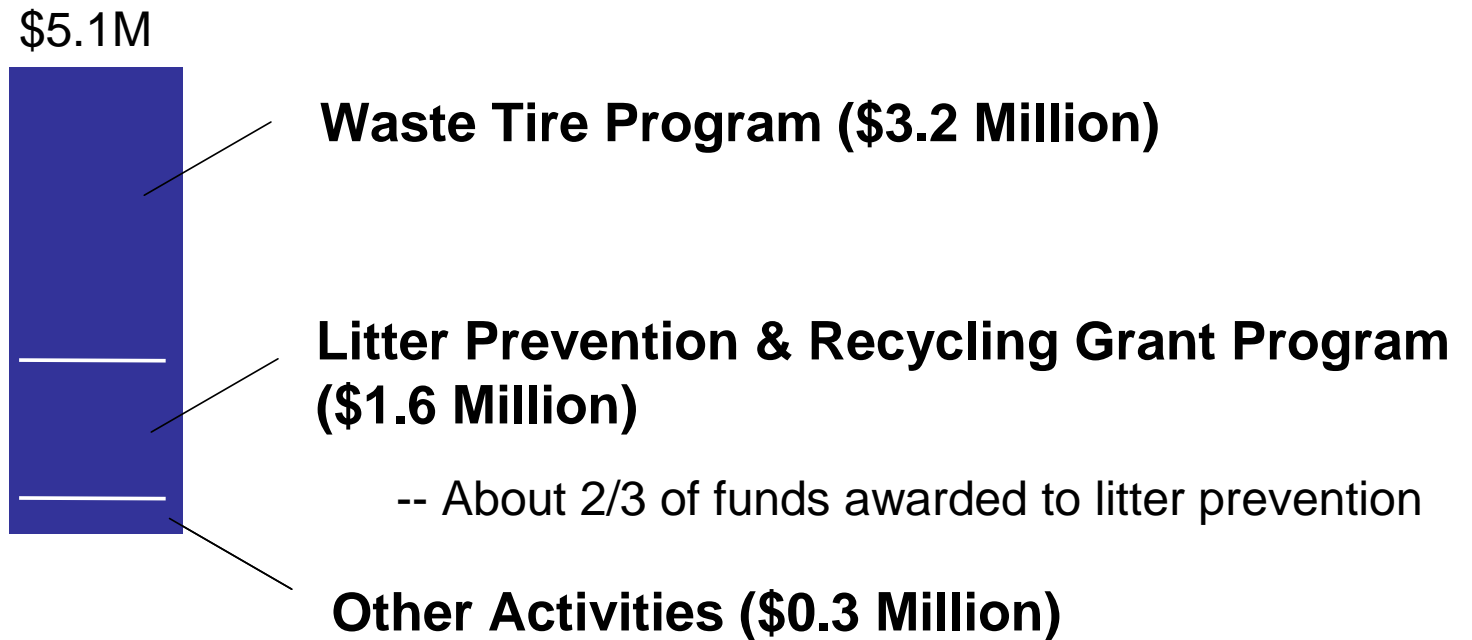 $5.1M
Waste Tire Program ($3.2 Million)
Litter Prevention & Recycling Grant Program
($1.6 Million)
-- About 2/3 of funds awarded to litter prevention
Other Activities ($0.3 Million)